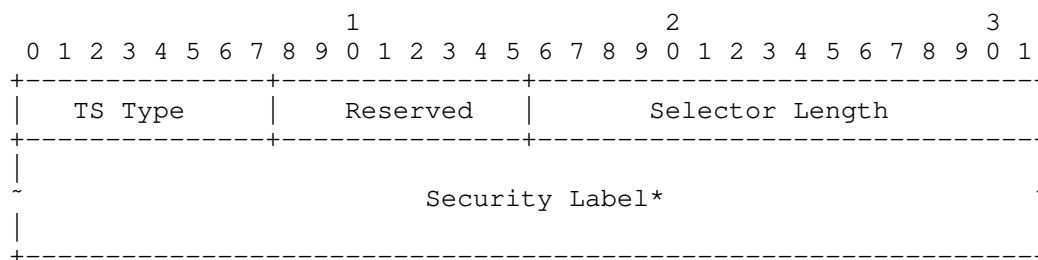 1                   2                   3
 0 1 2 3 4 5 6 7 8 9 0 1 2 3 4 5 6 7 8 9 0 1 2 3 4 5 6 7 8 9 0 1
+---------------+---------------+-------------------------------
|   TS Type     |    Reserved   |       Selector Length
+---------------+---------------+-------------------------------
|
~                         Security Label*
|
+---------------------------------------------------------------